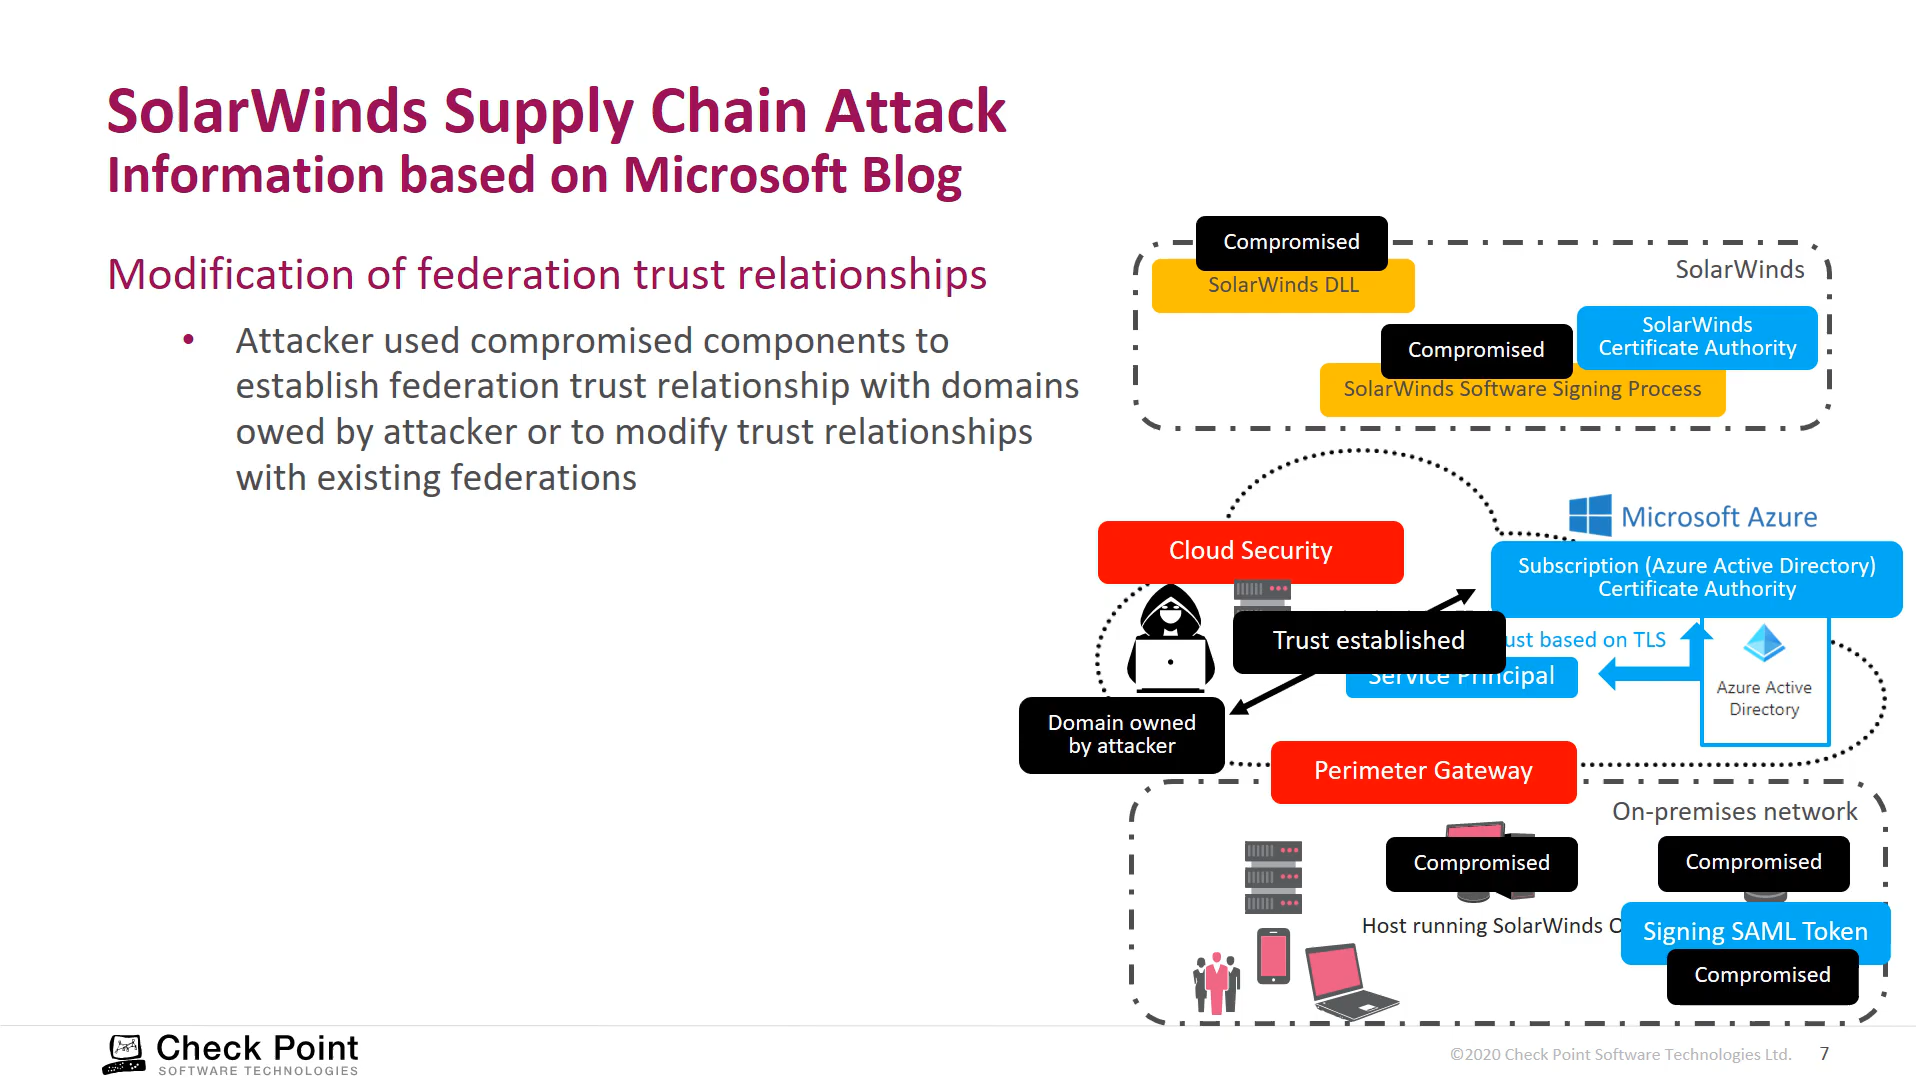 SolarWinds Supply Chain Attack
Information based on Microsoft Blog
Modification of federation trust relationships
• Attacker used compromised components to
establish federation trust relationship with domains
owed by attacker or to modify trust relationships
with existing federations
Compromised
SolarWinds DLL
SolarWinds
SolarWinds
Certificate Authority
Compromised
SolarWinds Software Signing Process
Microsoft Azure
Cloud Security
Subscription (Azure Active Directory)
Certificate Authority
Trust established
ust based on TLS
Service Principal
Azure Active
Directory
Domain owned
by attacker
Perimeter Gateway
On-premises network
Compromised
Compromised
Host running SolarWinds
Signing SAML Token
Compromised
Check Point
SOFTWARE TECHNOLOGIES
©2020 Check Point Software Technologies Ltd. 7